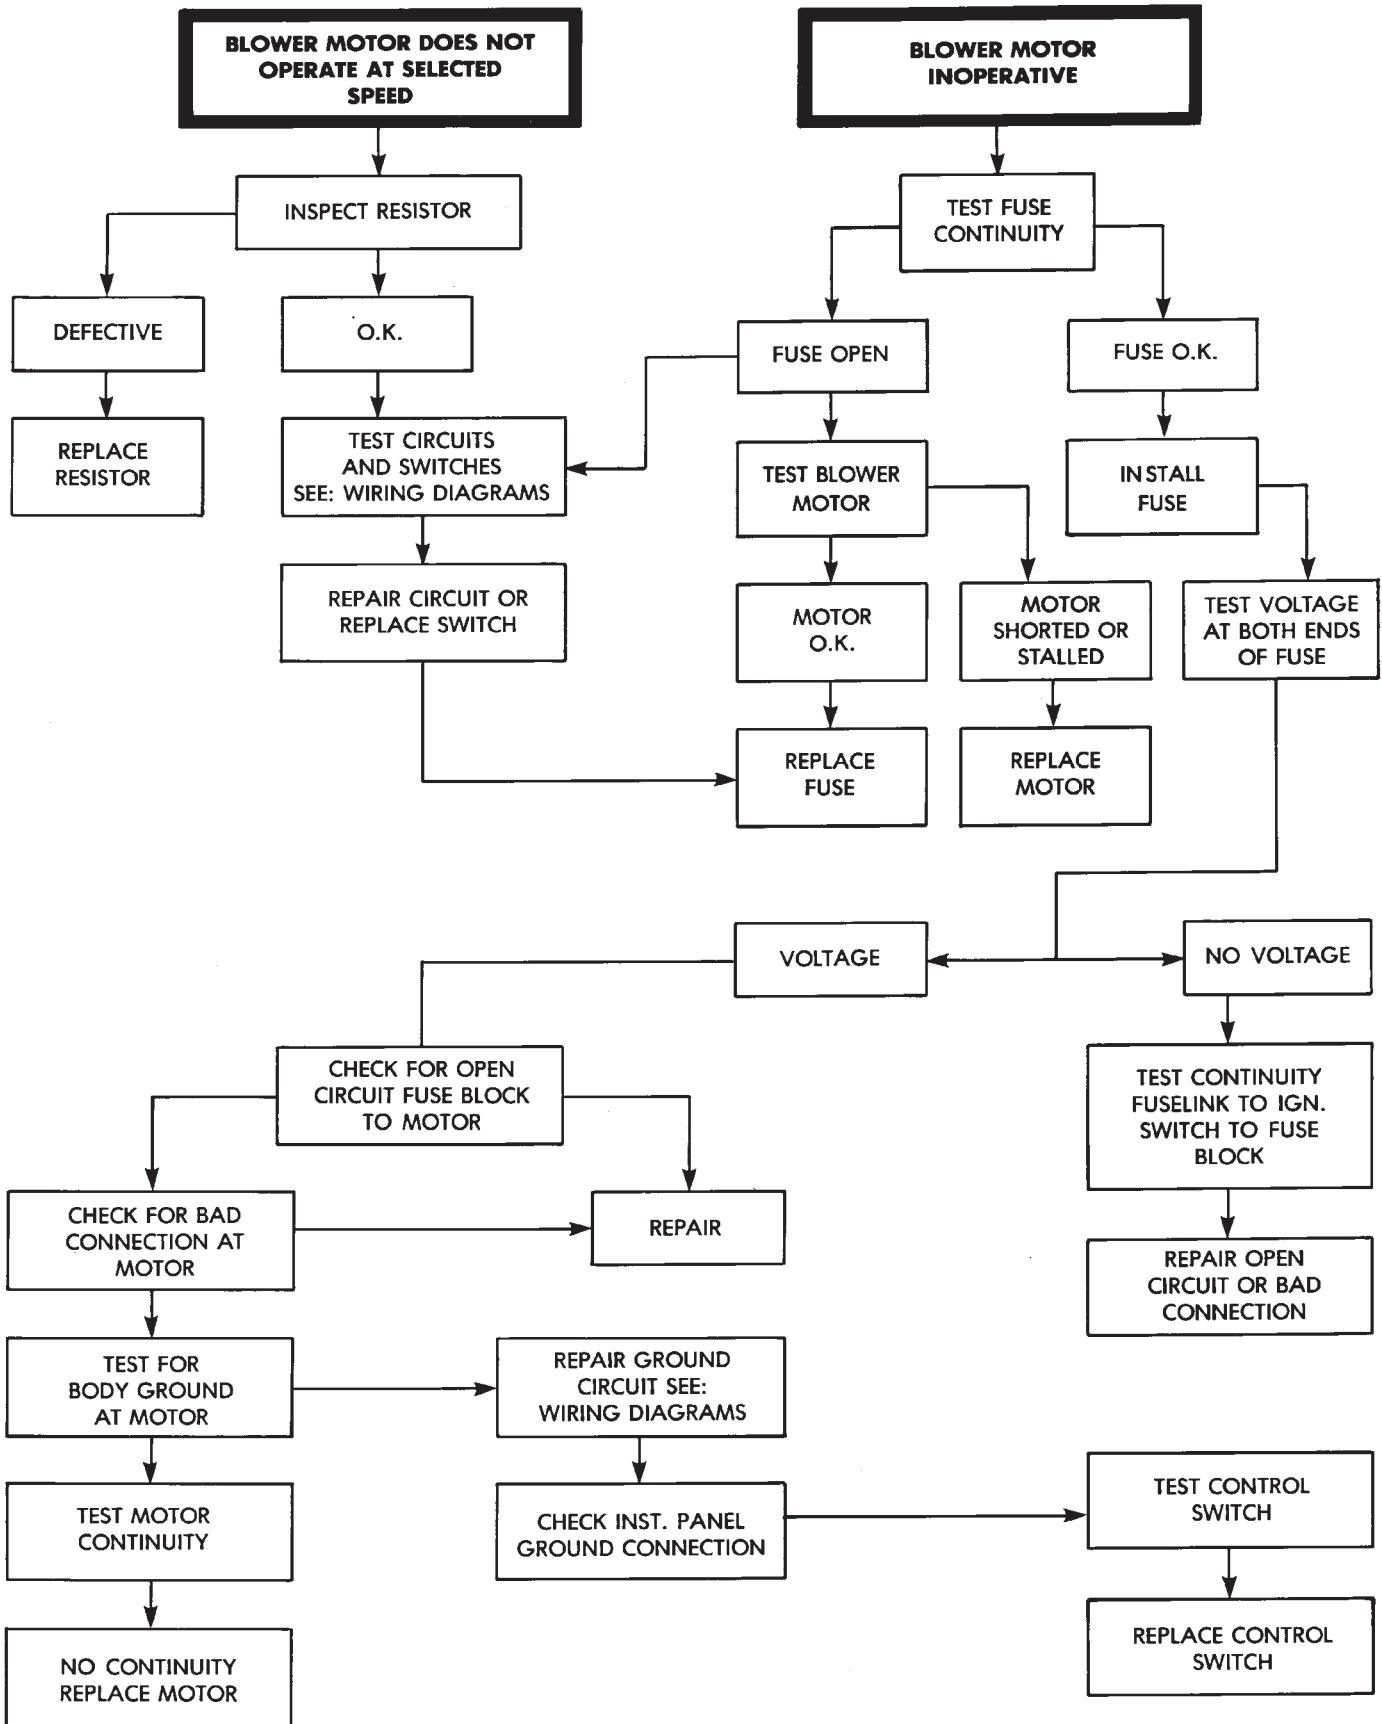 BLOWER MOTOR DOES NOT
OPERATE AT SELECTED
SPEED
BLOWER MOTOR
INOPERATIVE
INSPECT RESISTOR
TEST FUSE
CONTINUITY
DEFECTIVE
O.K.
FUSE OPEN
FUSE O.K.
REPLACE
RESISTOR
TEST CIRCUITS
AND SWITCHES
SEE: WIRING DIAGRAMS
TEST BLOWER
MOTOR
INSTALL
FUSE
REPAIR CIRCUIT OR
REPLACE SWITCH
MOTOR
O.K.
MOTOR
SHORTED OR
STALLED
TEST VOLTAGE
AT BOTH ENDS
OF FUSE
REPLACE
FUSE
REPLACE
MOTOR
VOLTAGE
NO VOLTAGE
CHECK FOR OPEN
CIRCUIT FUSE BLOCK
TO MOTOR
TEST CONTINUITY
FUSELINK TO IGN.
SWITCH TO FUSE
BLOCK
CHECK FOR BAD
CONNECTION AT
MOTOR
REPAIR
REPAIR OPEN
CIRCUIT OR BAD
CONNECTION
TEST FOR
BODY GROUND
AT MOTOR
REPAIR GROUND
CIRCUIT SEE:
WIRING DIAGRAMS
TEST MOTOR
CONTINUITY
CHECK INST. PANEL
GROUND CONNECTION
TEST CONTROL
SWITCH
NO CONTINUITY
REPLACE MOTOR
REPLACE CONTROL
SWITCH